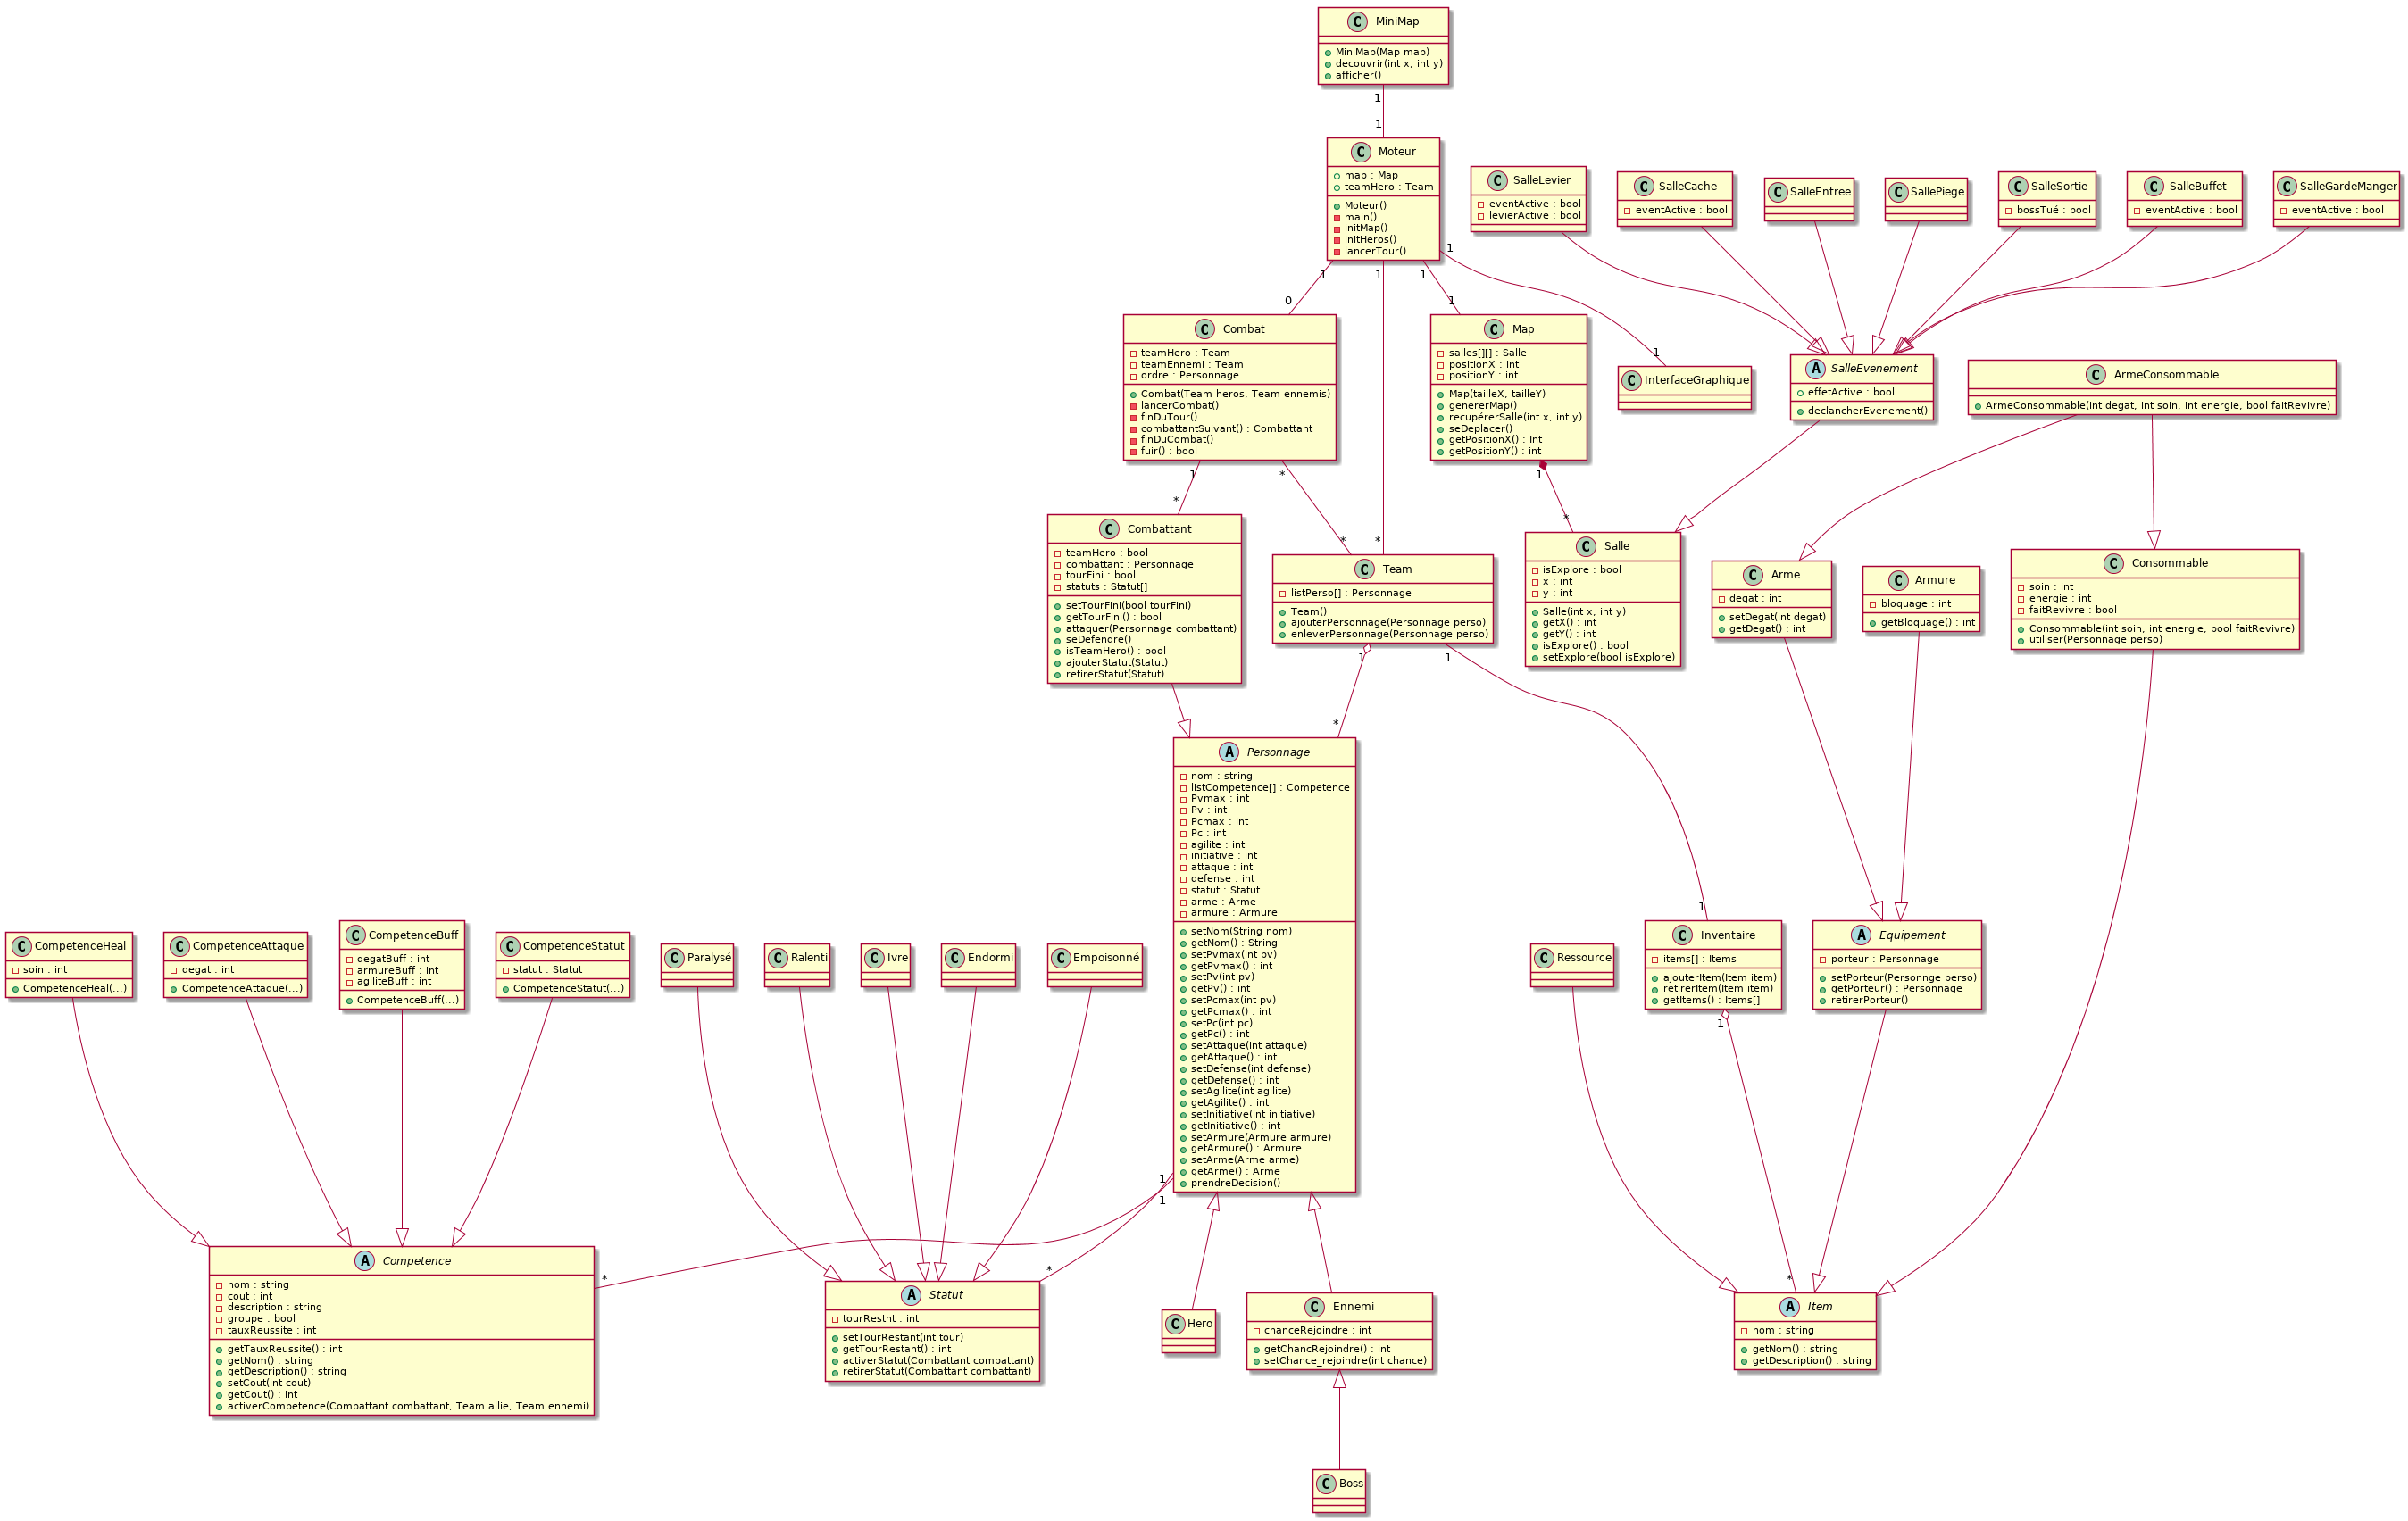 MiniMap
MiniMap(Map map)
decouvrir(int x, int y)
afficher()
1
1
Moteur
map : Map
teamHero : Team
Moteur()
main()
initMap()
initHeros()
lancerTour()
1
1
1
1
SalleLevier
eventActive : bool
levierActive : bool
SalleCache
eventActive : bool
SalleEntree
SallePiege
SalleSortie
bossTué : bool
SalleBuffet
eventActive : bool
SalleGardeManger
eventActive : bool
0
1
1
Combat
teamHero : Team
teamEnnemi : Team
ordre : Personnage
Combat(Team heros, Team ennemis)
lancerCombat()
finDuTour()
combattantSuivant() : Combattant
finDuCombat()
fuir() : bool
1
*
Map
salles[][] : Salle
positionX : int
positionY : int
Map(tailleX, tailleY)
genererMap()
recupérerSalle(int x, int y)
seDeplacer()
getPositionX() : Int
getPositionY() : int
1
InterfaceGraphique
SalleEvenement
effetActive : bool
declancherEvenement()
ArmeConsommable
ArmeConsommable(int degat, int soin, int energie, bool faitRevivre)
*
*
*
*
Combattant
teamHero : bool
combattant : Personnage
tourFini : bool
statuts : Statut[]
setTourFini(bool tourFini)
getTourFini() : bool
attaquer(Personnage combattant)
seDefendre()
isTeamHero() : bool
ajouterStatut(Statut)
retirerStatut(Statut)
Team
listPerso[] : Personnage
Team()
ajouterPersonnage(Personnage perso)
enleverPersonnage(Personnage perso)
1
1
Salle
isExplore : bool
x : int
y : int
Salle(int x, int y)
getX() : int
getY() : int
isExplore() : bool
setExplore(bool isExplore)
Arme
degat : int
setDegat(int degat)
getDegat() : int
Armure
bloquage : int
getBloquage() : int
Consommable
soin : int
energie : int
faitRevivre : bool
Consommable(int soin, int energie, bool faitRevivre)
utiliser(Personnage perso)
*
Personnage
nom : string
listCompetence[] : Competence
Pvmax : int
Pv : int
Pcmax : int
Pc : int
agilite : int
initiative : int
attaque : int
defense : int
statut : Statut
arme : Arme
armure : Armure
setNom(String nom)
getNom() : String
setPvmax(int pv)
getPvmax() : int
setPv(int pv)
getPv() : int
setPcmax(int pv)
getPcmax() : int
setPc(int pc)
getPc() : int
setAttaque(int attaque)
getAttaque() : int
setDefense(int defense)
getDefense() : int
setAgilite(int agilite)
getAgilite() : int
setInitiative(int initiative)
getInitiative() : int
setArmure(Armure armure)
getArmure() : Armure
setArme(Arme arme)
getArme() : Arme
prendreDecision()
1
1
CompetenceHeal
soin : int
CompetenceHeal(...)
CompetenceAttaque
degat : int
CompetenceAttaque(...)
CompetenceBuff
degatBuff : int
armureBuff : int
agiliteBuff : int
CompetenceBuff(...)
CompetenceStatut
statut : Statut
CompetenceStatut(...)
Paralysé
Ralenti
Ivre
Endormi
Empoisonné
Ressource
1
Inventaire
items[] : Items
ajouterItem(Item item)
retirerItem(Item item)
getItems() : Items[]
1
Equipement
porteur : Personnage
setPorteur(Personnge perso)
getPorteur() : Personnage
retirerPorteur()
Competence
nom : string
cout : int
description : string
groupe : bool
tauxReussite : int
getTauxReussite() : int
getNom() : string
getDescription() : string
setCout(int cout)
getCout() : int
activerCompetence(Combattant combattant, Team allie, Team ennemi)
*
*
Statut
tourRestnt : int
setTourRestant(int tour)
getTourRestant() : int
activerStatut(Combattant combattant)
retirerStatut(Combattant combattant)
Hero
Ennemi
chanceRejoindre : int
getChancRejoindre() : int
setChance_rejoindre(int chance)
*
Item
nom : string
getNom() : string
getDescription() : string
Boss